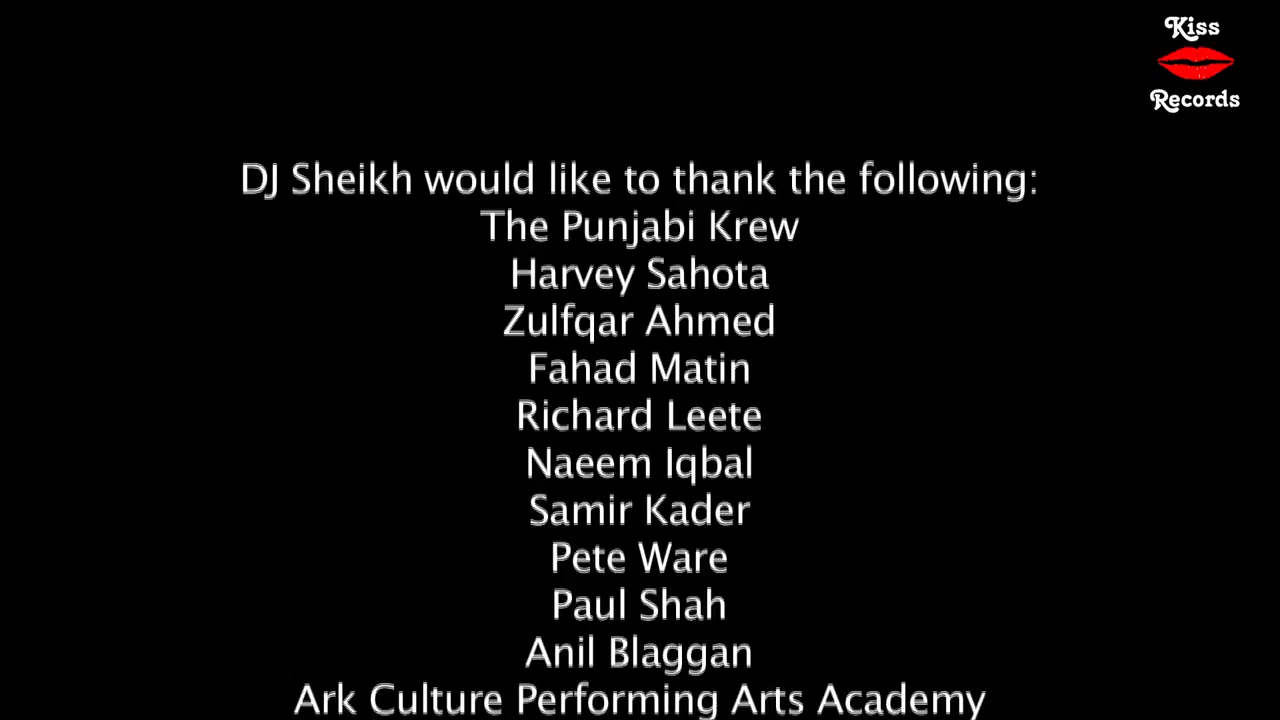 Kiss
Records
DJ Sheikh would like to thank the following:
The Punjabi Krew
Harvey Sahota
Zulfqar Ahmed
Fahad Matin
Richard Leete
Naeem Iqbal
Samir Kader
Pete Ware
Paul Shah
Anil Blaggan
Ark Culture Performing Arts Academy